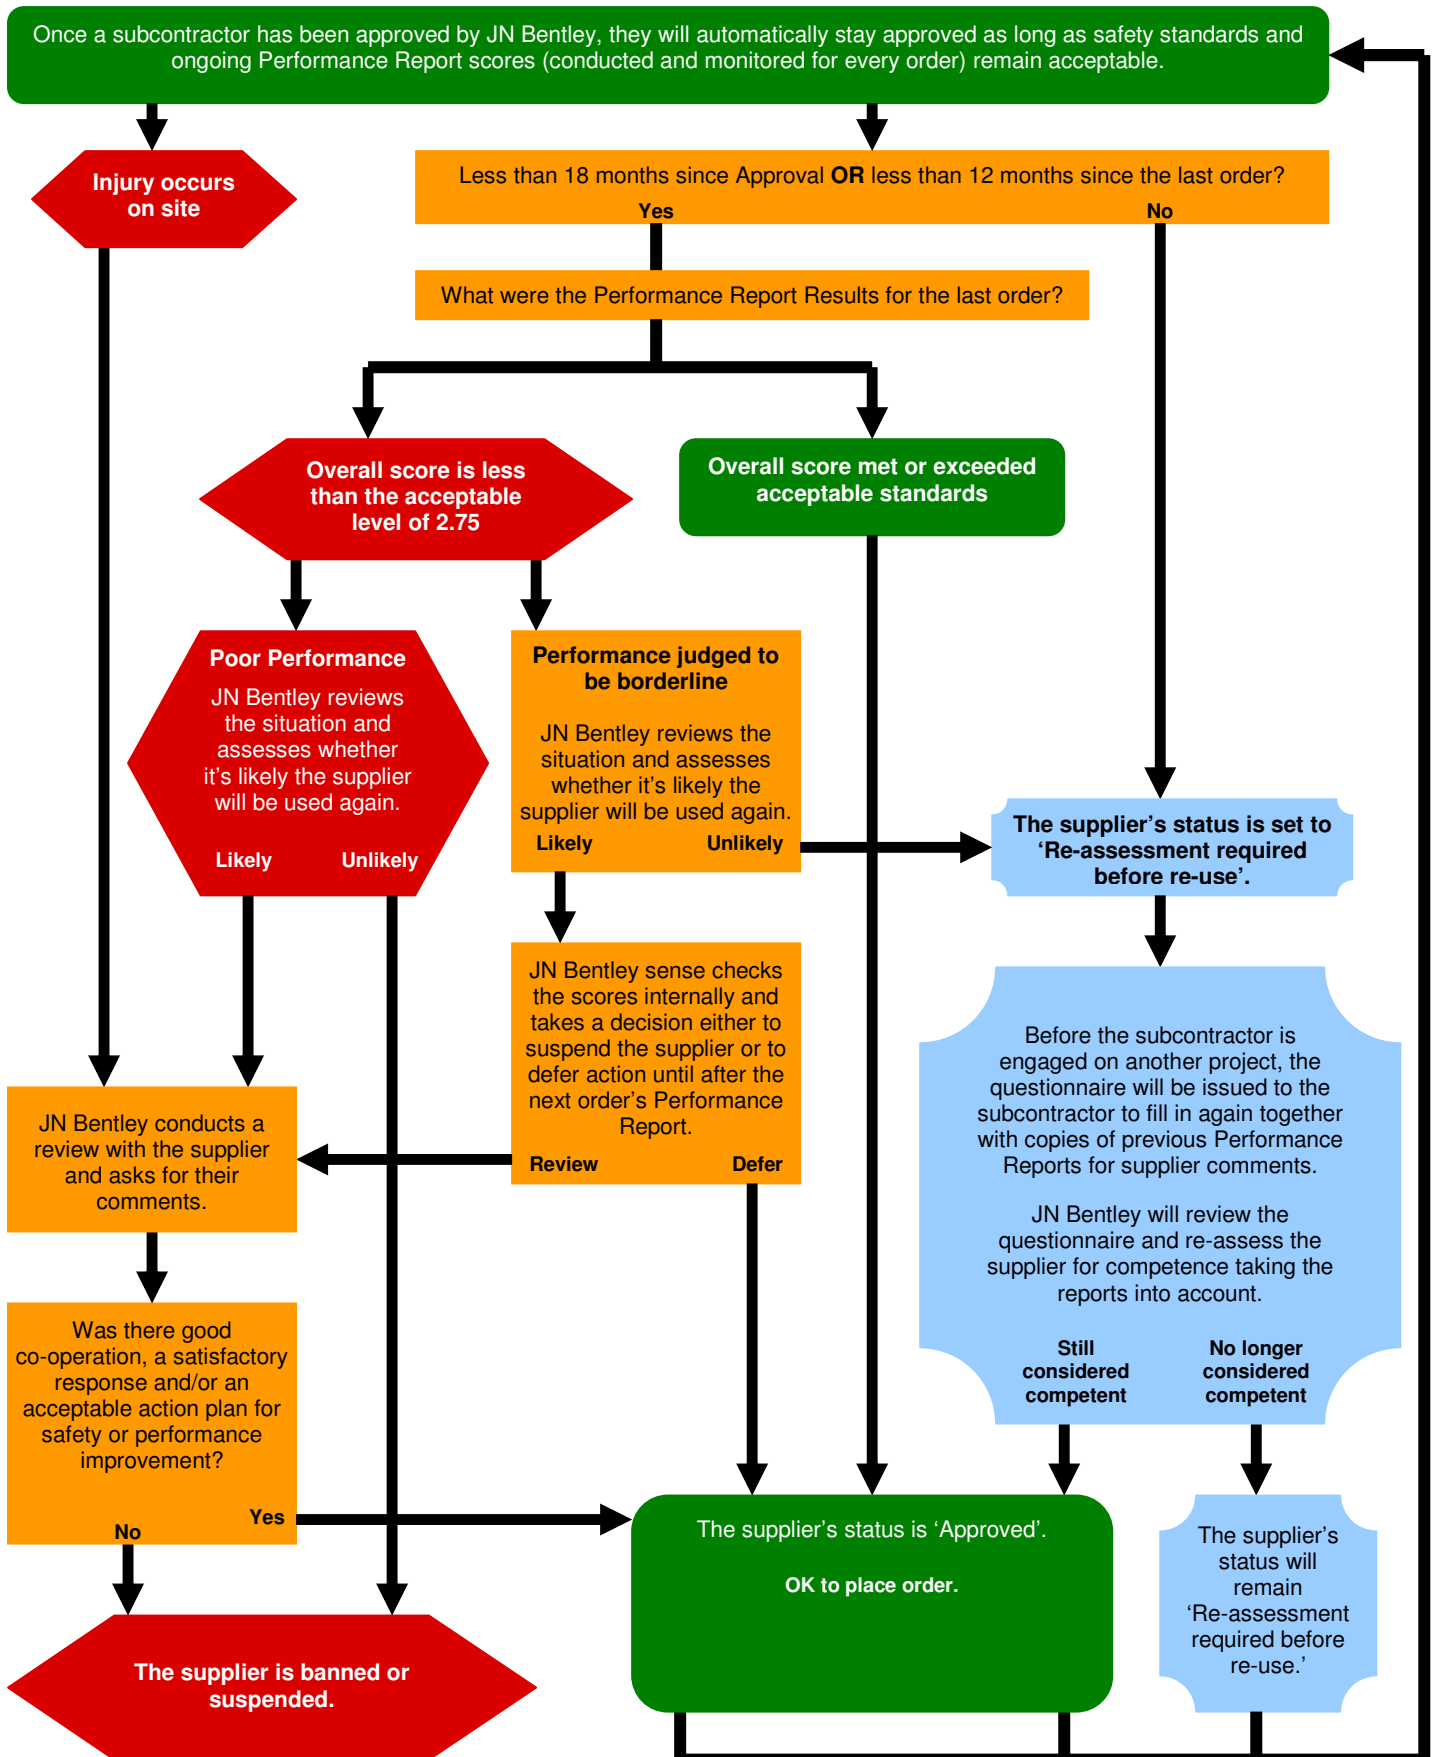 Once a subcontractor has been approved by JN Bentley, they will automatically stay approved as long as safety standards and
ongoing Performance Report scores (conducted and monitored for every order) remain acceptable.
Injury occurs
on site
Less than 18 months since Approval OR less than 12 months since the last order?
Yes
No
What were the Performance Report Results for the last order?
Overall score is less
than the acceptable
level of 2.75
Overall score met or exceeded
acceptable standards
Poor Performance
JN Bentley reviews
the situation and
assesses whether
it’s likely the supplier
will be used again.
Likely
Unlikely
Performance judged to
be borderline
JN Bentley reviews the
situation and assesses
whether it’s likely the
supplier will be used again.
Likely
Unlikely
The supplier’s status is set to
‘Re-assessment required
before re-use’.
JN Bentley sense checks
the scores internally and
takes a decision either to
suspend the supplier or to
defer action until after the
next order’s Performance
Report.
Review
Defer
Before the subcontractor is
engaged on another project, the
questionnaire will be issued to the
subcontractor to fill in again together
with copies of previous Performance
Reports for supplier comments.
JN Bentley will review the
questionnaire and re-assess the
supplier for competence taking the
reports into account.
Still
considered
competent
No longer
considered
competent
JN Bentley conducts a
review with the supplier
and asks for their
comments.
Was there good
co-operation, a satisfactory
response and/or an
acceptable action plan for
safety or performance
improvement?
Yes
No
The supplier’s status is ‘Approved’.
OK to place order.
The supplier’s
status will
remain
‘Re-assessment
required before
re-use.’
The supplier is banned or
suspended.